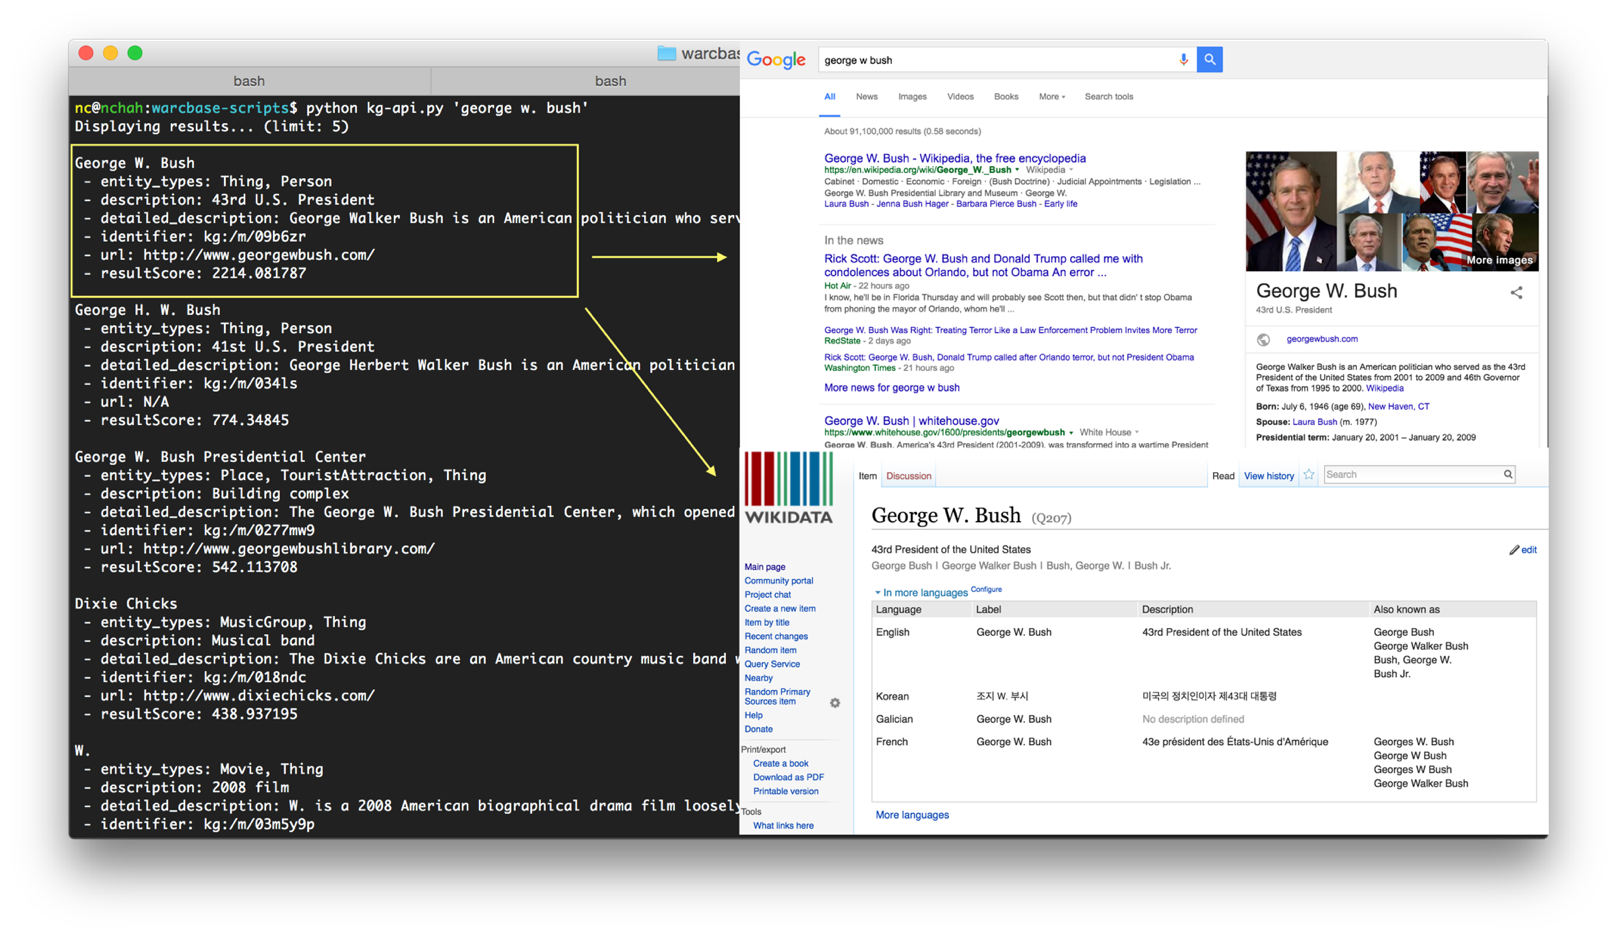 warcbas
bash
bash
nc@nchah:warcbase-scripts$ python kg-api.py 'george w. bush'
Displaying results... (limit: 5)
George W. Bush
- entity_types: Thing, Person
- description: 43rd U.S. President
- detailed_description: George Walker Bush is an American politician who serv
- identifier: kg:/m/09b6zr
- url: http://www.georgewbush.com/
- resultScore: 2214.081787
George H. W. Bush
- entity_types: Thing, Person
- description: 41st U.S. President
- detailed_description: George Herbert Walker Bush is an American politician
- identifier: kg:/m/034ls
- url: N/A
- resultScore: 774.34845
George W. Bush Presidential Center
- entity_types: Place, TouristAttraction, Thing
- description: Building complex
- detailed_description: The George W. Bush Presidential Center, which opened
- identifier: kg:/m/0277mw9
- url: http://www.georgewbushlibrary.com/
- resultScore: 542.113708
Dixie Chicks
- entity_types: MusicGroup, Thing
- description: Musical band
- detailed_description: The Dixie Chicks are an American country music band w
- identifier: kg:/m/018ndc
- url: http://www.dixiechicks.com/
- resultScore: 438.937195
W.
- entity_types: Movie, Thing
- description: 2008 film
- detailed_description: W. is a 2008 American biographical drama film loosely
- identifier: kg:/m/03m5y9p
Google
george w bush
All News Images Videos Books More Search tools
About 91,100,000 results (0.58 seconds)
George W. Bush - Wikipedia, the free encyclopedia
https://en.wikipedia.org/wiki/George_W._Bush Wikipedia
Cabinet · Domestic · Economic · Foreign · (Bush Doctrine) · Judicial Appointments · Legislation ...
George W. Bush Presidential Library and Museum · George W.
Laura Bush - Jenna Bush Hager - Barbara Pierce Bush - Early life
In the news
Rick Scott: George W. Bush and Donald Trump called me with
condolences about Orlando, but not Obama An error ...
Hot Air - 22 hours ago
I know, he'll be in Florida Thursday and will probably see Scott then, but that didn' t stop Obama
from phoning the mayor of Orlando, whom he'll ...
George W. Bush Was Right: Treating Terror Like a Law Enforcement Problem Invites More Terror
RedState - 2 days ago
Rick Scott: George W. Bush, Donald Trump called after Orlando terror, but not President Obama
Washington Times - 21 hours ago
More news for george w bush
George W. Bush | whitehouse.gov
https://www.whitehouse.gov/1600/presidents/georgewbush White House
George W. Bush, America's 43rd President (2001-2009), was transformed into a wartime President
More images
George W. Bush
43rd U.S. President
georgewbush.com
George Walker Bush is an American politician who served as the 43rd
President of the United States from 2001 to 2009 and 46th Governor
of Texas from 1995 to 2000. Wikipedia
Born: July 6, 1946 (age 69), New Haven, CT
Spouse: Laura Bush (m. 1977)
Presidential term: January 20, 2001 – January 20, 2009
WIKIDATA
Main page
Community portal
Project chat
Create a new item
Item by title
Recent changes
Random item
Query Service
Nearby
Random Primary
Sources item
Help
Donate
Print/export
Create a book
Download as PDF
Printable version
Tools
What links here
Item Discussion
Read View history Search
George W. Bush (Q207)
43rd President of the United States
edit
George Bush | George Walker Bush | Bush, George W. | Bush Jr.
In more languages Configure
Language Label Description Also known as
English George W. Bush 43rd President of the United States George Bush
George Walker Bush
Bush, George W.
Bush Jr.
Korean 조지 W. 부시 미국의 정치인이자 제43대 대통령
Galician George W. Bush No description defined
French George W. Bush 43e président des États-Unis d'Amérique Georges W. Bush
George W Bush
Georges W Bush
George Walker Bush
More languages